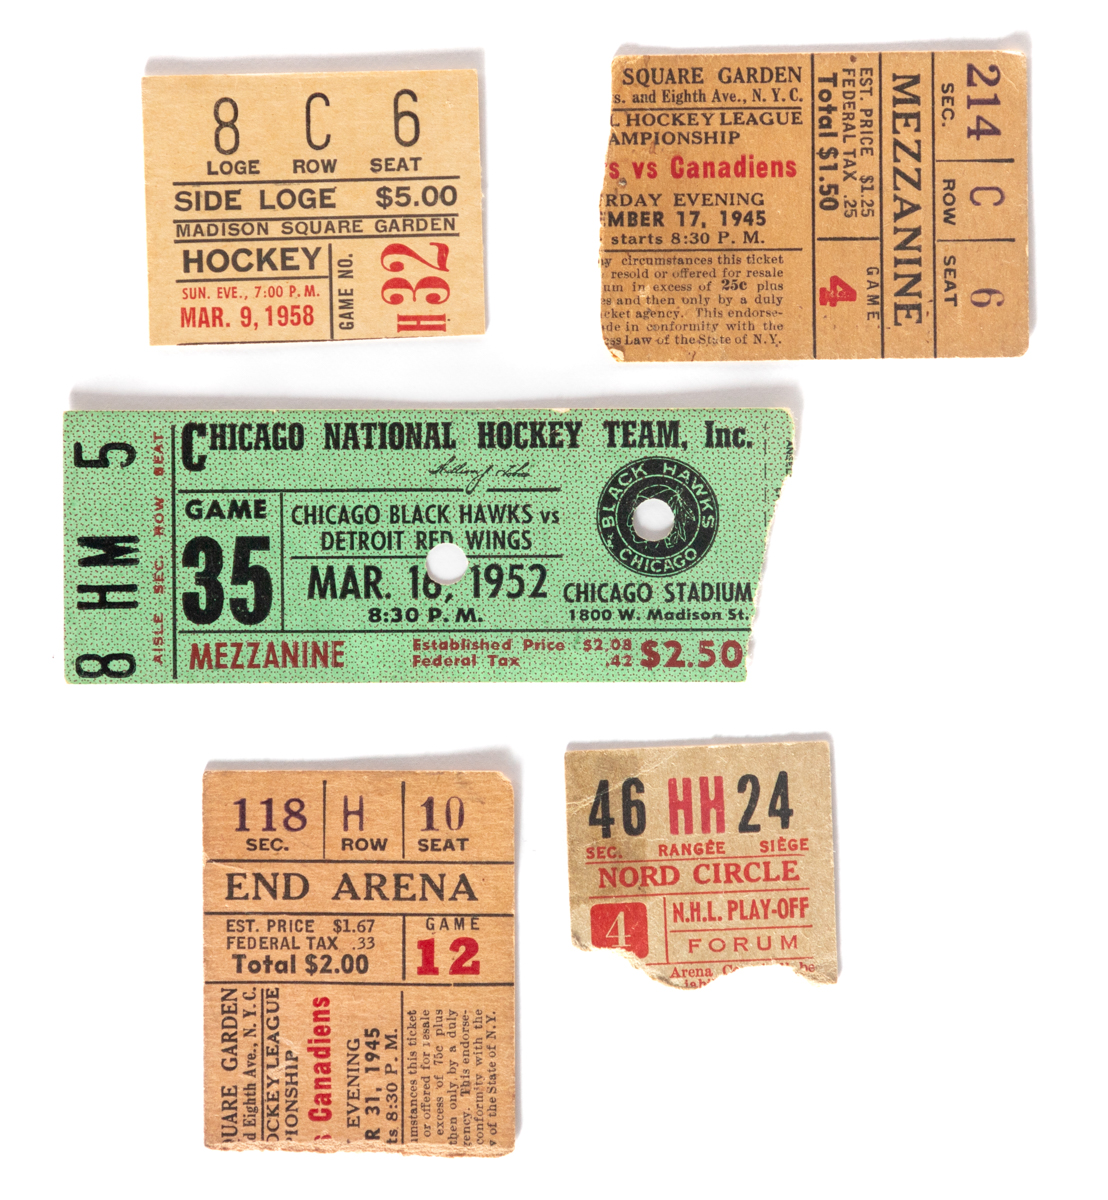 8 C 6
LOGE ROW SEAT
SIDE LOGE $5.00
MADISON SQUARE GARDEN
HOCKEY
SUN. EVE., 7:00 P. M.
MAR. 9, 1958
GAME NO.
H 32
SQUARE GARDEN
s. and Eighth Ave., N. Y. C.
L HOCKEY LEAGUE
AMPIONSHIP
s vs Canadiens
RDAY EVENING
MBER 17, 1945
starts 8:30 P. M.
y circumstances this ticket
resold or offered for resale
um in excess of 25c plus
es and then only by a duly
cket agency. This endorse-
de in conformity with the
ss Law of the State of N. Y.
EST. PRICE $1.25
FEDERAL TAX .25
Total $1.50
GAME
4
MEZZANINE
214 C 6
SEC. ROW SEAT
8 HM 5
AISLE SEC. ROW SEAT
CHICAGO NATIONAL HOCKEY TEAM, Inc.
GAME
35
CHICAGO BLACK HAWKS vs
DETROIT RED WINGS
MAR. 16, 1952
8:30 P. M.
BLACK HAWKS
CHICAGO
CHICAGO STADIUM
1800 W. Madison St.
MEZZANINE
Established Price $2.08
Federal Tax .42
$2.50
118 H 10
SEC. ROW SEAT
END ARENA
EST. PRICE $1.67
FEDERAL TAX .33
Total $2.00
GAME
12
QUARE GARDEN
d Eighth Ave., N. Y. C.
OCKEY LEAGUE
PIONSHIP
s Canadiens
EVENING
R 31, 1945
ts 8:30 P. M.
mstances this ticket
or offered for resale
excess of 75c plus
then only by a duly
ency. This endorse-
conformity with the
v of the State of N. Y.
46 HH 24
SEC. RANGÉE SIÈGE
NORD CIRCLE
4
N.H.L. PLAY-OFF
FORUM
Arena